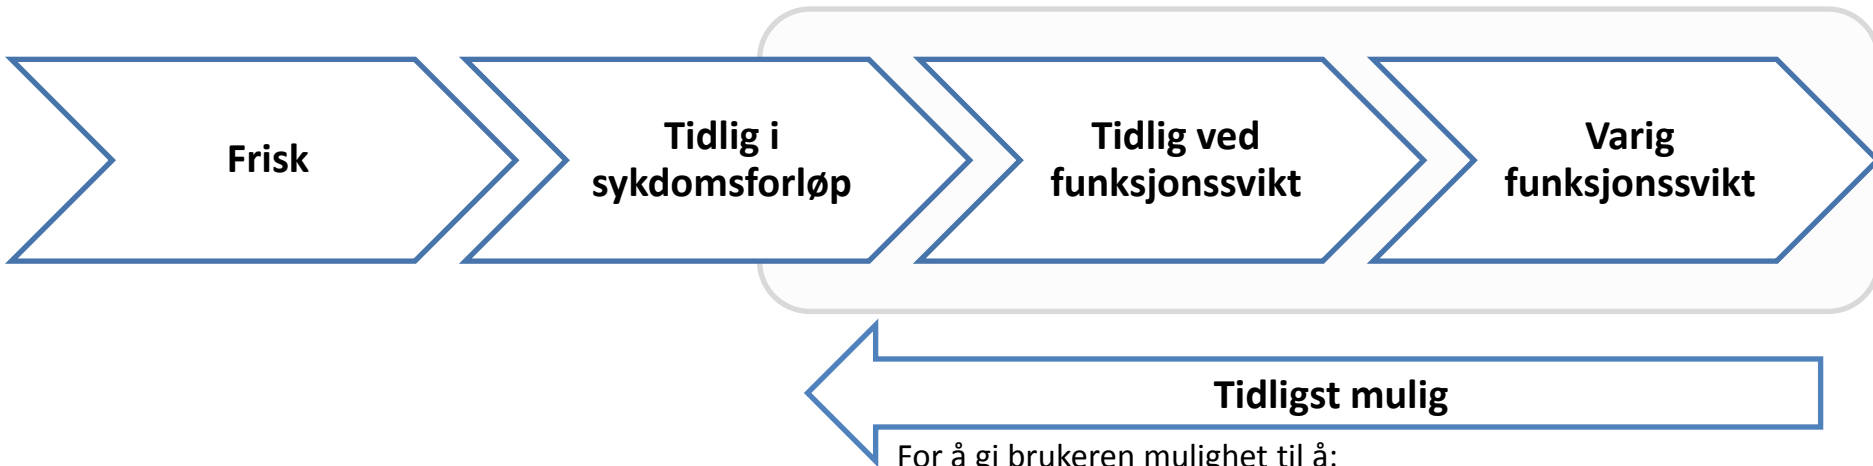 Frisk
Tidlig i
sykdomsforløp
Tidlig ved
funksjonssvikt
Varig
funksjonssvikt
Tidligst mulig
For å gi brukeren mulighet til å: